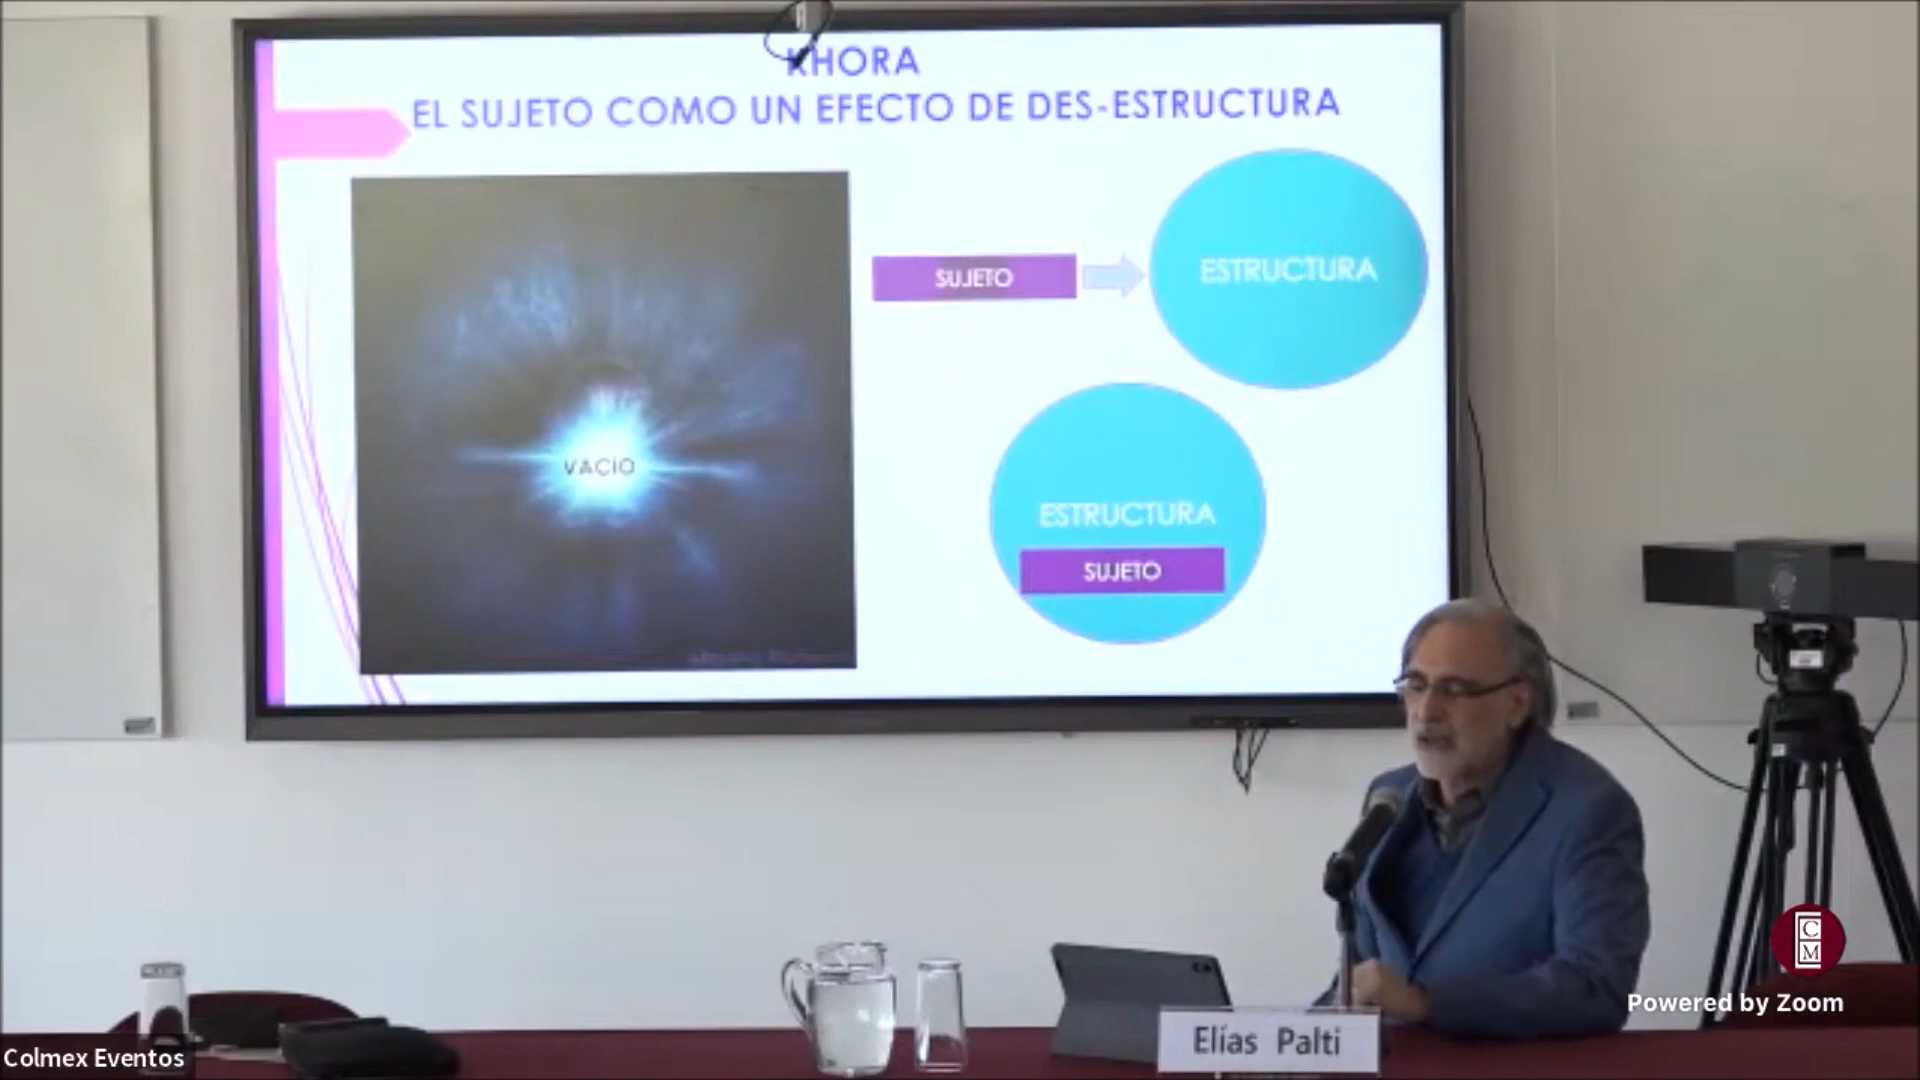 KHORA
EL SUJETO COMO UN EFECTO DE DES-ESTRUCTURA
SUJETO
ESTRUCTURA
VACÍO
ESTRUCTURA
SUJETO
C
M
Powered by Zoom
Elías Palti
Colmex Eventos